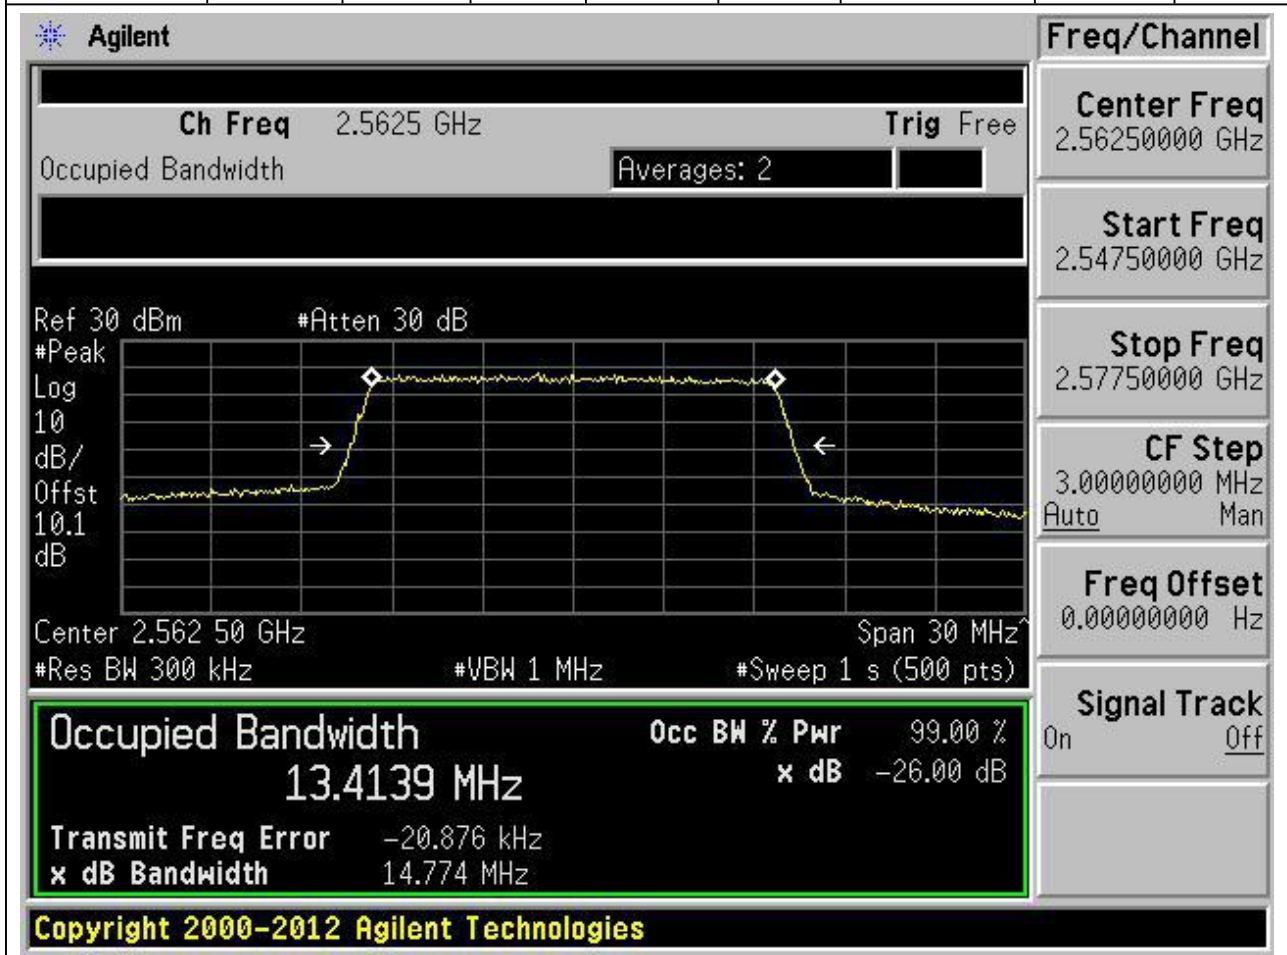 Agilent
Freq/Channel
Ch Freq 2.5625 GHz Trig Free
Occupied Bandwidth Averages: 2
Center Freq
2.56250000 GHz
Start Freq
2.54750000 GHz
Stop Freq
2.57750000 GHz
CF Step
3.00000000 MHz
Auto Man
Freq Offset
0.00000000 Hz
Signal Track
On Off
Ref 30 dBm #Atten 30 dB
#Peak
Log
10
dB/
Offst
10.1
dB
Center 2.562 50 GHz Span 30 MHz^
#Res BW 300 kHz #VBW 1 MHz #Sweep 1 s (500 pts)
Occupied Bandwidth Occ BW % Pwr 99.00 %
13.4139 MHz x dB -26.00 dB
Transmit Freq Error -20.876 kHz
x dB Bandwidth 14.774 MHz
Copyright 2000-2012 Agilent Technologies